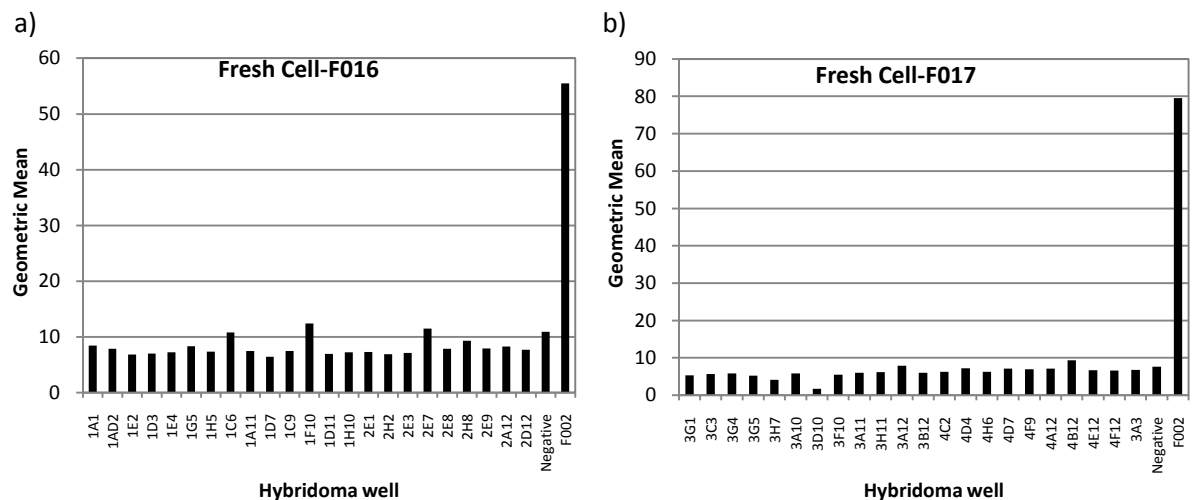 a)
Fresh Cell-F016
60
50
40
30
20
10
0
Geometric Mean
1A1
1AD2
1E2
1D3
1E4
1G5
1H5
1C6
1A11
1D7
1C9
1F10
1D11
1H10
2E1
2H2
2E3
2E7
2E8
2H8
2E9
2A12
2D12
Negative
F002
Hybridoma well
b)
Fresh Cell-F017
90
80
70
60
50
40
30
20
10
0
Geometric Mean
3G1
3C3
3G4
3G5
3H7
3A10
3D10
3F10
3A11
3H11
3A12
3B12
4C2
4D4
4H6
4D7
4F9
4A12
4B12
4E12
4F12
3A3
Negative
F002
Hybridoma well